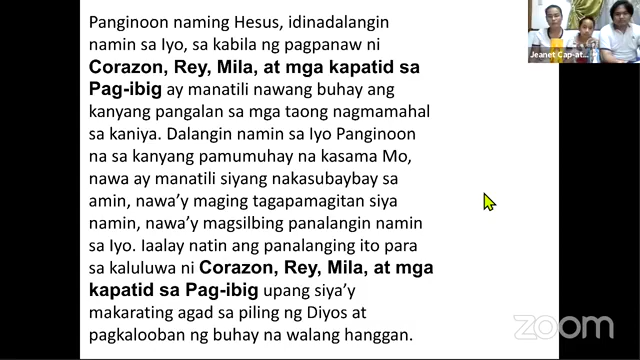 Panginoon naming Hesus, idinadalangin
namin sa Iyo, sa kabila ng pagpanaw ni
Corazon, Rey, Mila, at mga kapatid sa
Pag-ibig ay manatili nawang buhay ang
kanyang pangalan sa mga taong nagmamahal
sa kaniya. Dalangin namin sa Iyo Panginoon
na sa kanyang pamumuhay na kasama Mo,
nawa ay manatili siyang nakasubaybay sa
amin, nawa’y maging tagapamagitan siya
namin, nawa’y magsilbing panalangin namin
sa Iyo. Iaalay natin ang panalanging ito para
sa kaluluwa ni Corazon, Rey, Mila, at mga
kapatid sa Pag-ibig upang siya’y
makarating agad sa piling ng Diyos at
pagkalooban ng buhay na walang hanggan.
Jeanet Cap-at...
zoom